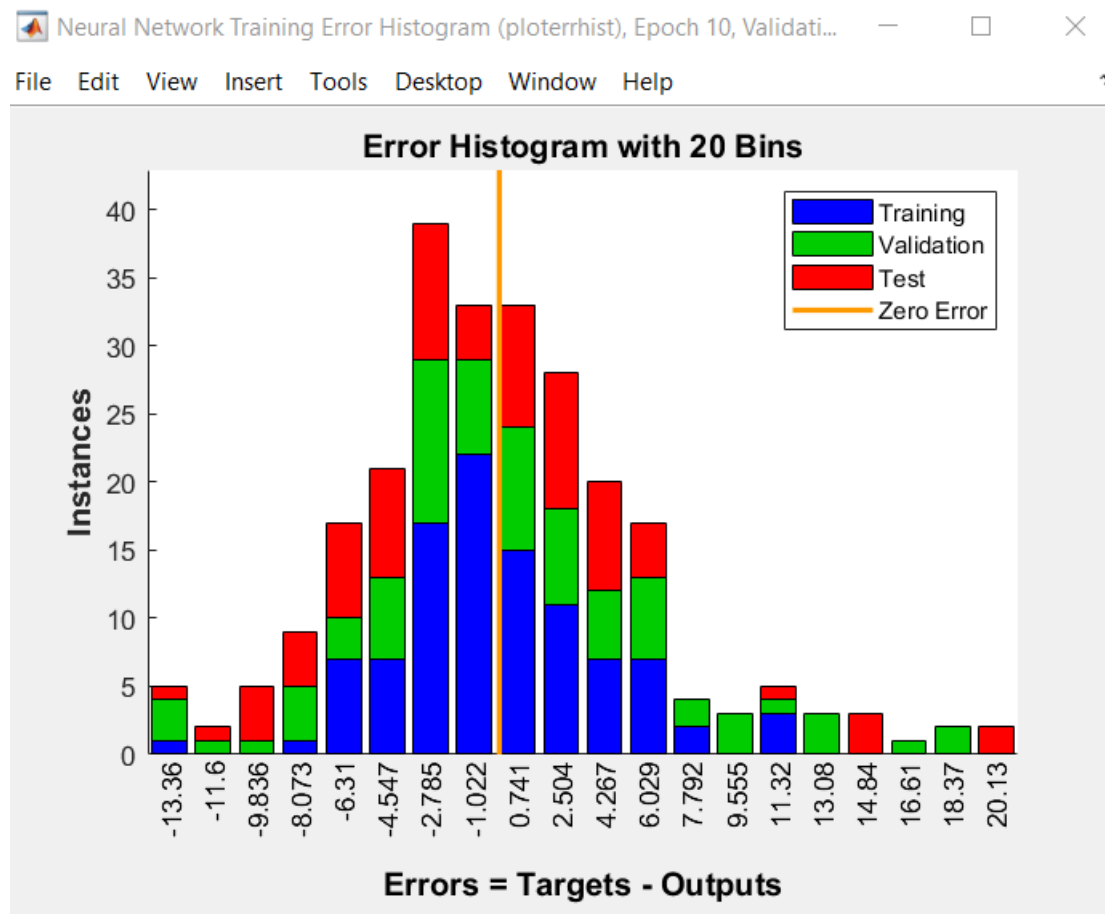 Neural Network Training Error Histogram (ploterrhist), Epoch 10, Validati...
File Edit View Insert Tools Desktop Window Help
Error Histogram with 20 Bins
Training
Validation
Test
Zero Error
40
35
30
25
20
15
10
5
0
Instances
-13.36 -11.6 -9.836 -8.073 -6.31 -4.547 -2.785 -1.022 0.741 2.504 4.267 6.029 7.792 9.555 11.32 13.08 14.84 16.61 18.37 20.13
Errors = Targets - Outputs